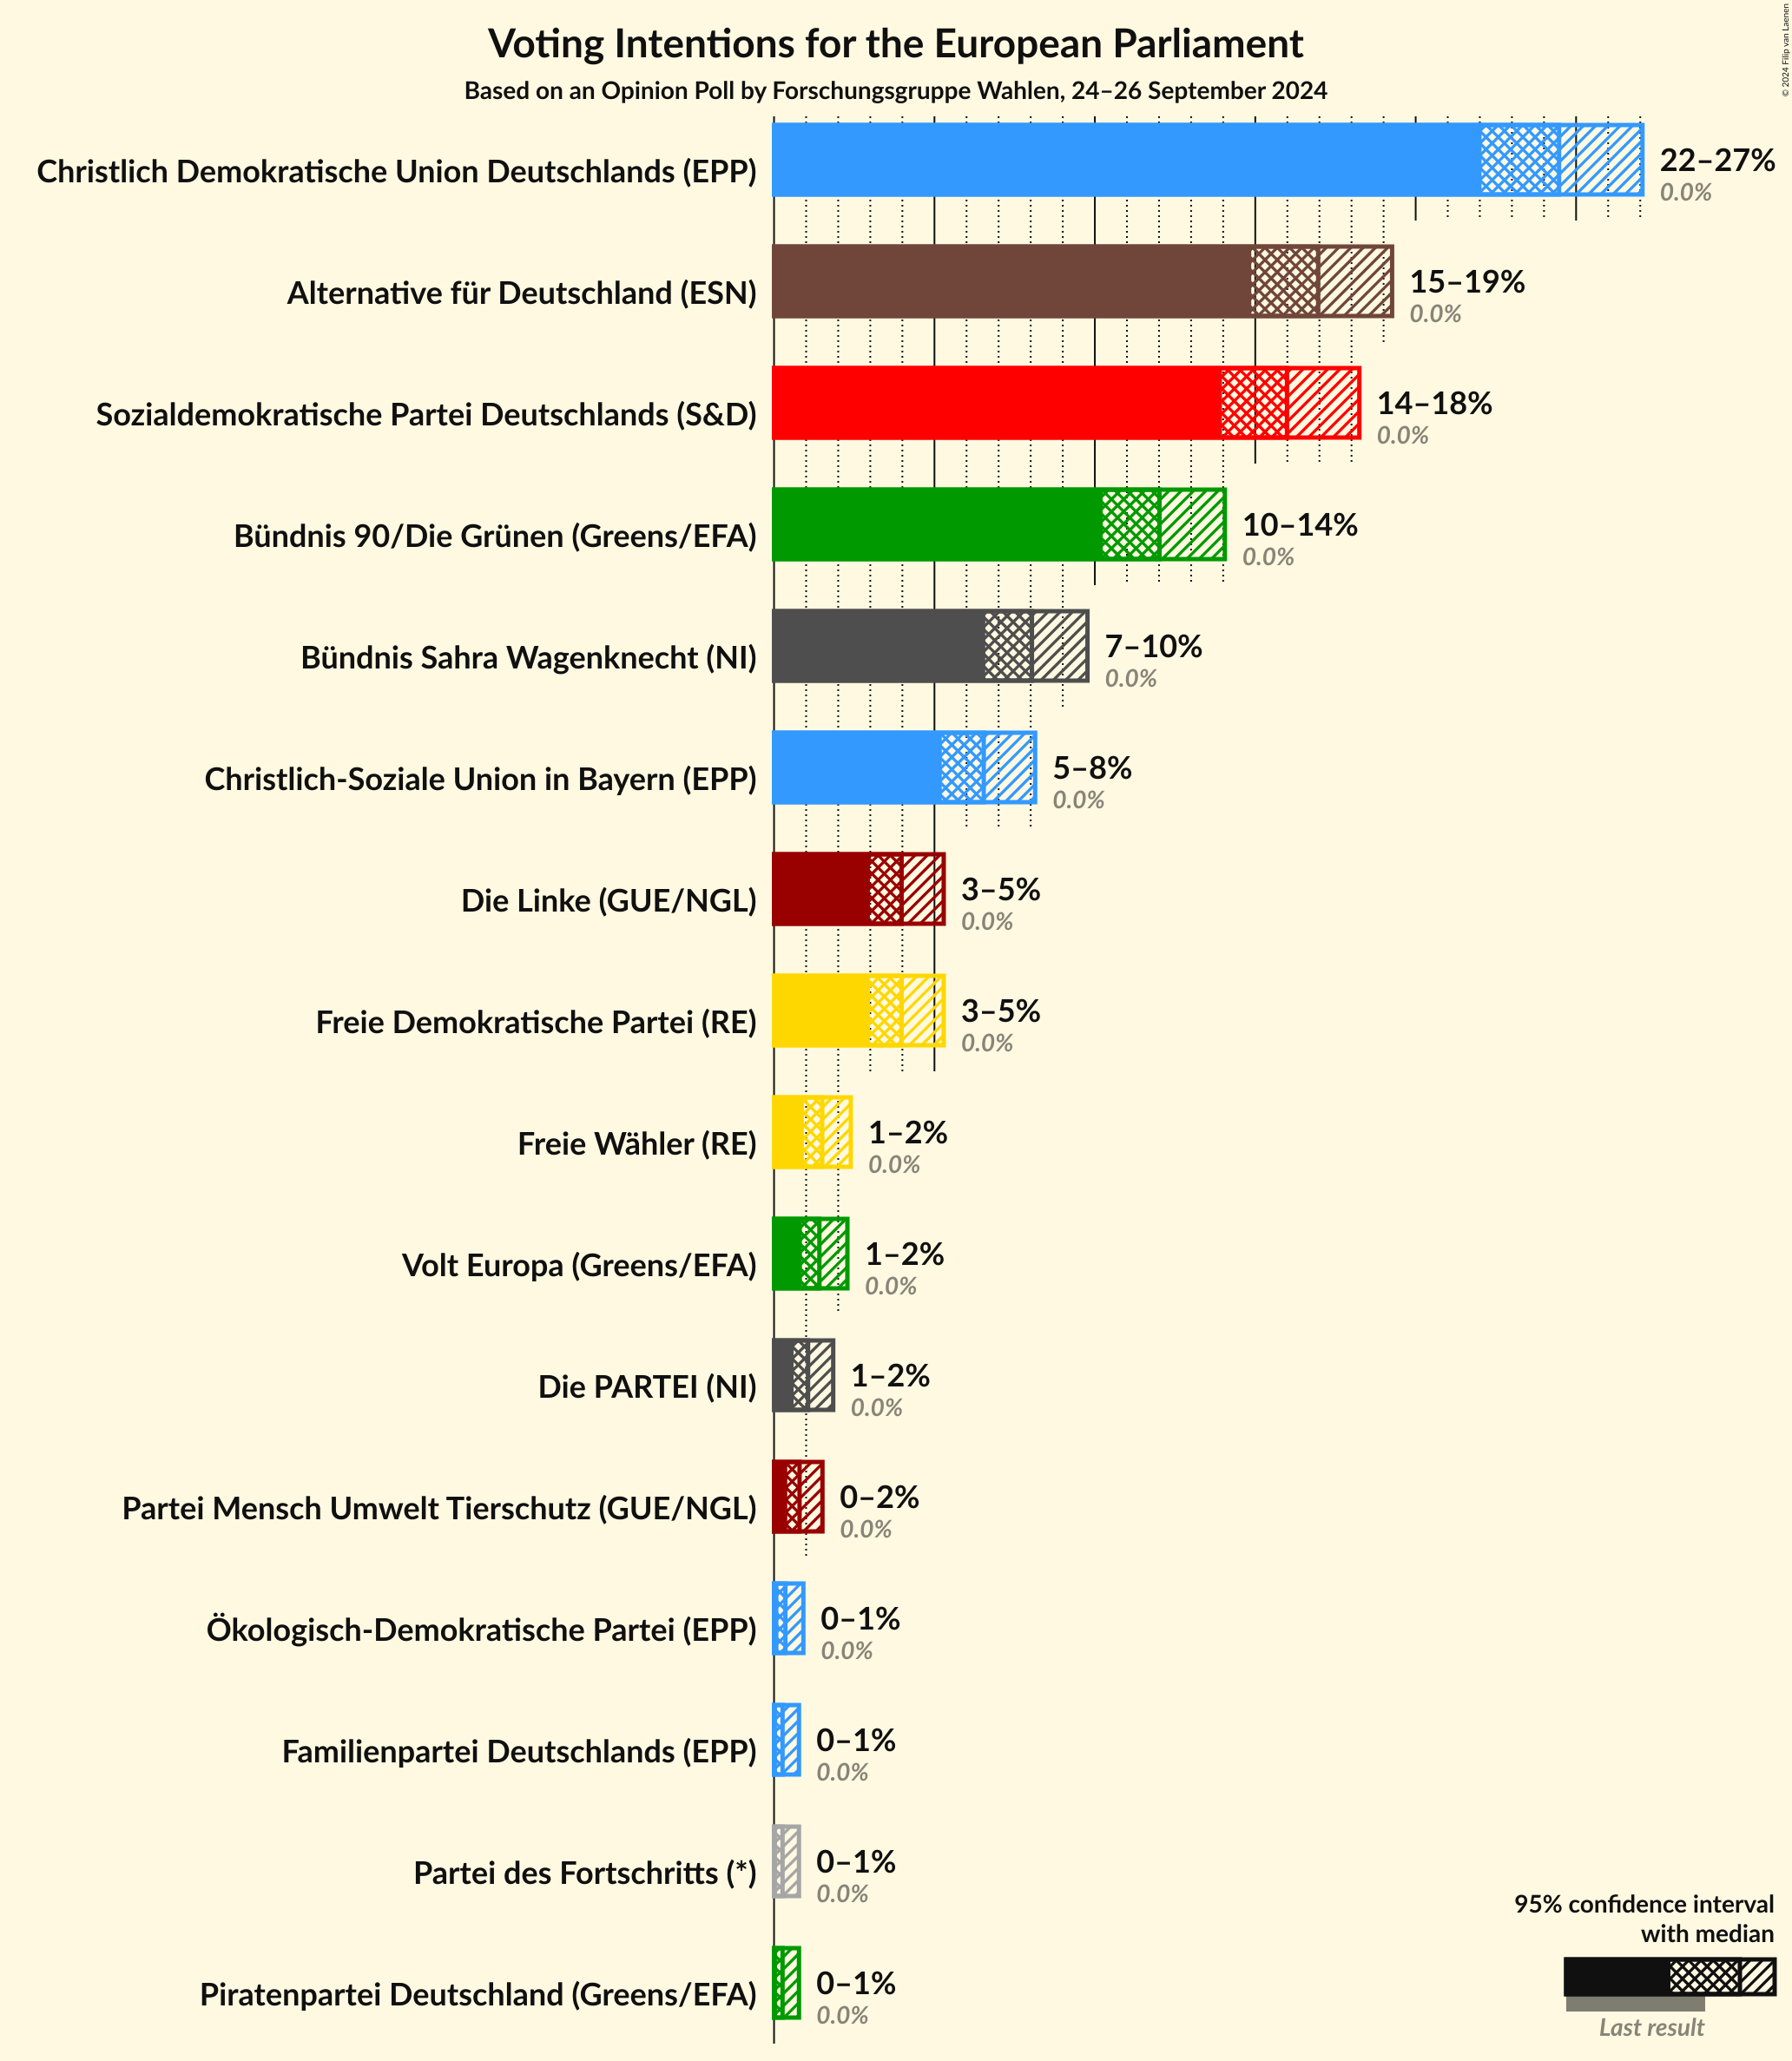 Voting Intentions for the European Parliament
Based on an Opinion Poll by Forschungsgruppe Wahlen, 24–26 September 2024
© 2024 Filip van Laenen
Christlich Demokratische Union Deutschlands (EPP)
22–27%
0.0%
Alternative für Deutschland (ESN)
15–19%
0.0%
Sozialdemokratische Partei Deutschlands (S&D)
14–18%
0.0%
Bündnis 90/Die Grünen (Greens/EFA)
10–14%
0.0%
Bündnis Sahra Wagenknecht (NI)
7–10%
0.0%
Christlich-Soziale Union in Bayern (EPP)
5–8%
0.0%
Die Linke (GUE/NGL)
3–5%
0.0%
Freie Demokratische Partei (RE)
3–5%
0.0%
Freie Wähler (RE)
1–2%
0.0%
Volt Europa (Greens/EFA)
1–2%
0.0%
Die PARTEI (NI)
1–2%
0.0%
Partei Mensch Umwelt Tierschutz (GUE/NGL)
0–2%
0.0%
Ökologisch-Demokratische Partei (EPP)
0–1%
0.0%
Familienpartei Deutschlands (EPP)
0–1%
0.0%
Partei des Fortschritts (*)
0–1%
0.0%
Piratenpartei Deutschland (Greens/EFA)
0–1%
0.0%
95% confidence interval
with median
Last result